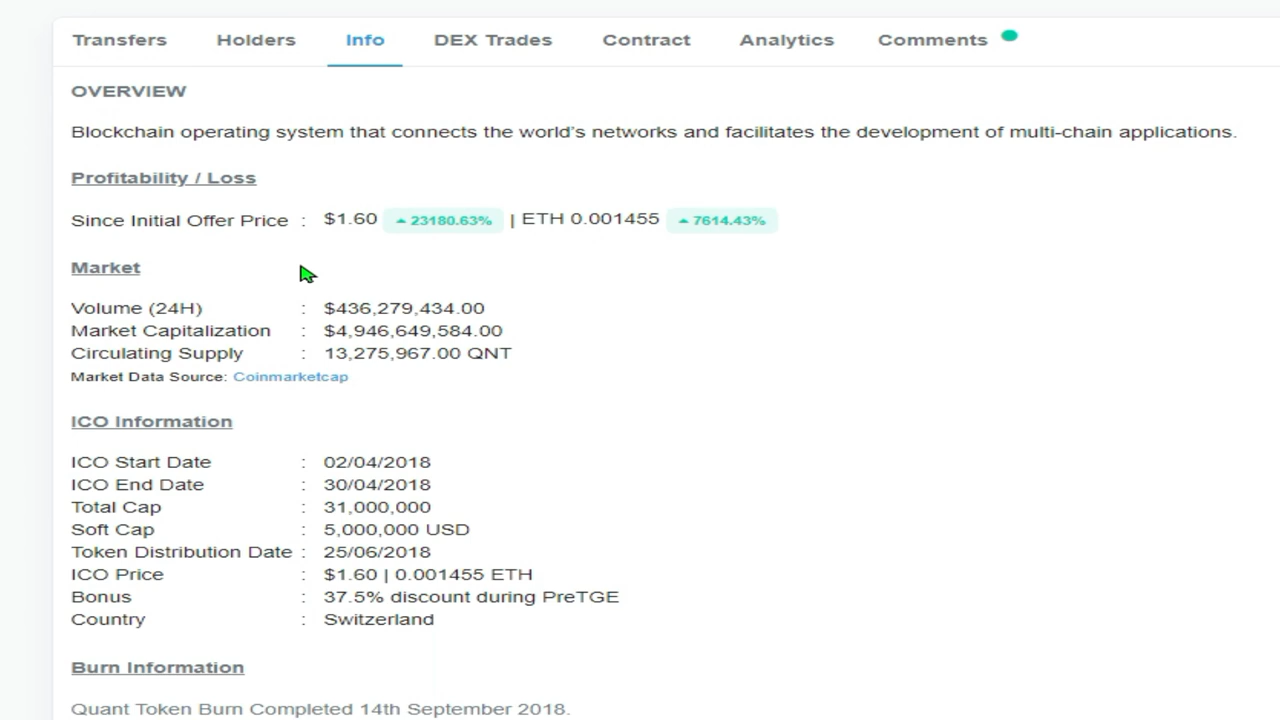 Transfers Holders Info DEX Trades Contract Analytics Comments
OVERVIEW
Blockchain operating system that connects the world's networks and facilitates the development of multi-chain applications.
Profitability / Loss
Since Initial Offer Price : $1.60 23180.63% | ETH 0.001455 7614.43%
Market
Volume (24H) : $436,279,434.00
Market Capitalization : $4,946,649,584.00
Circulating Supply : 13,275,967.00 QNT
Market Data Source: Coinmarketcap
ICO Information
ICO Start Date : 02/04/2018
ICO End Date : 30/04/2018
Total Cap : 31,000,000
Soft Cap : 5,000,000 USD
Token Distribution Date : 25/06/2018
ICO Price : $1.60 | 0.001455 ETH
Bonus : 37.5% discount during PreTGE
Country : Switzerland
Burn Information
Quant Token Burn Completed 14th September 2018.